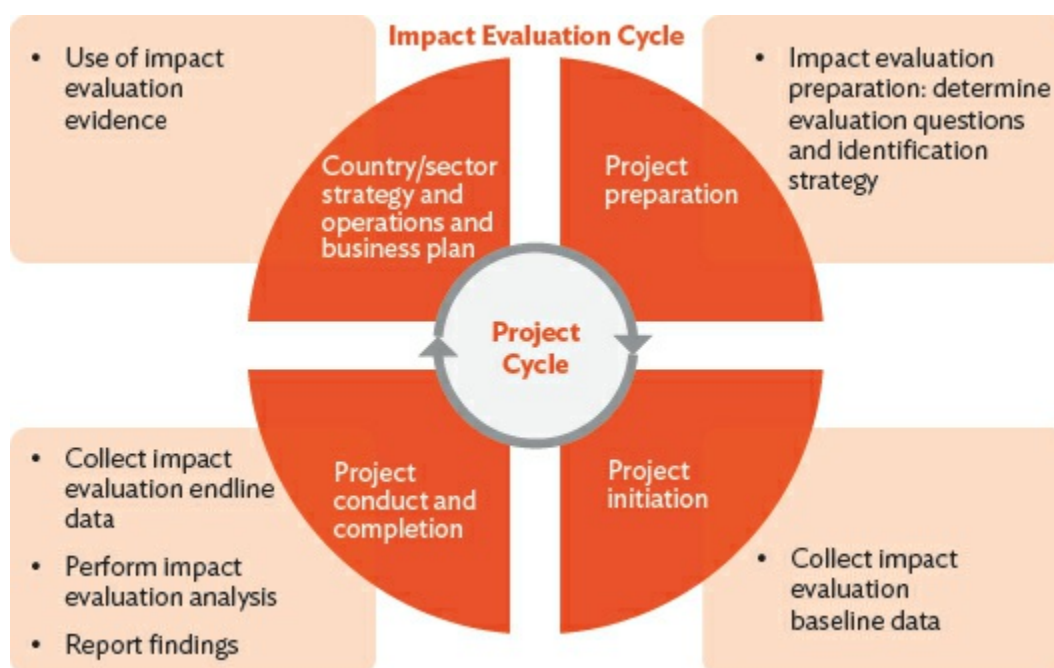 Impact Evaluation Cycle
• Use of impact
evaluation
evidence
Country/sector
strategy and
operations and
business plan
Project
preparation
• Impact evaluation
preparation: determine
evaluation questions
and identification
strategy
Project
Cycle
• Collect impact
evaluation endline
data
• Perform impact
evaluation analysis
• Report findings
Project
conduct and
completion
Project
initiation
• Collect impact
evaluation
baseline data